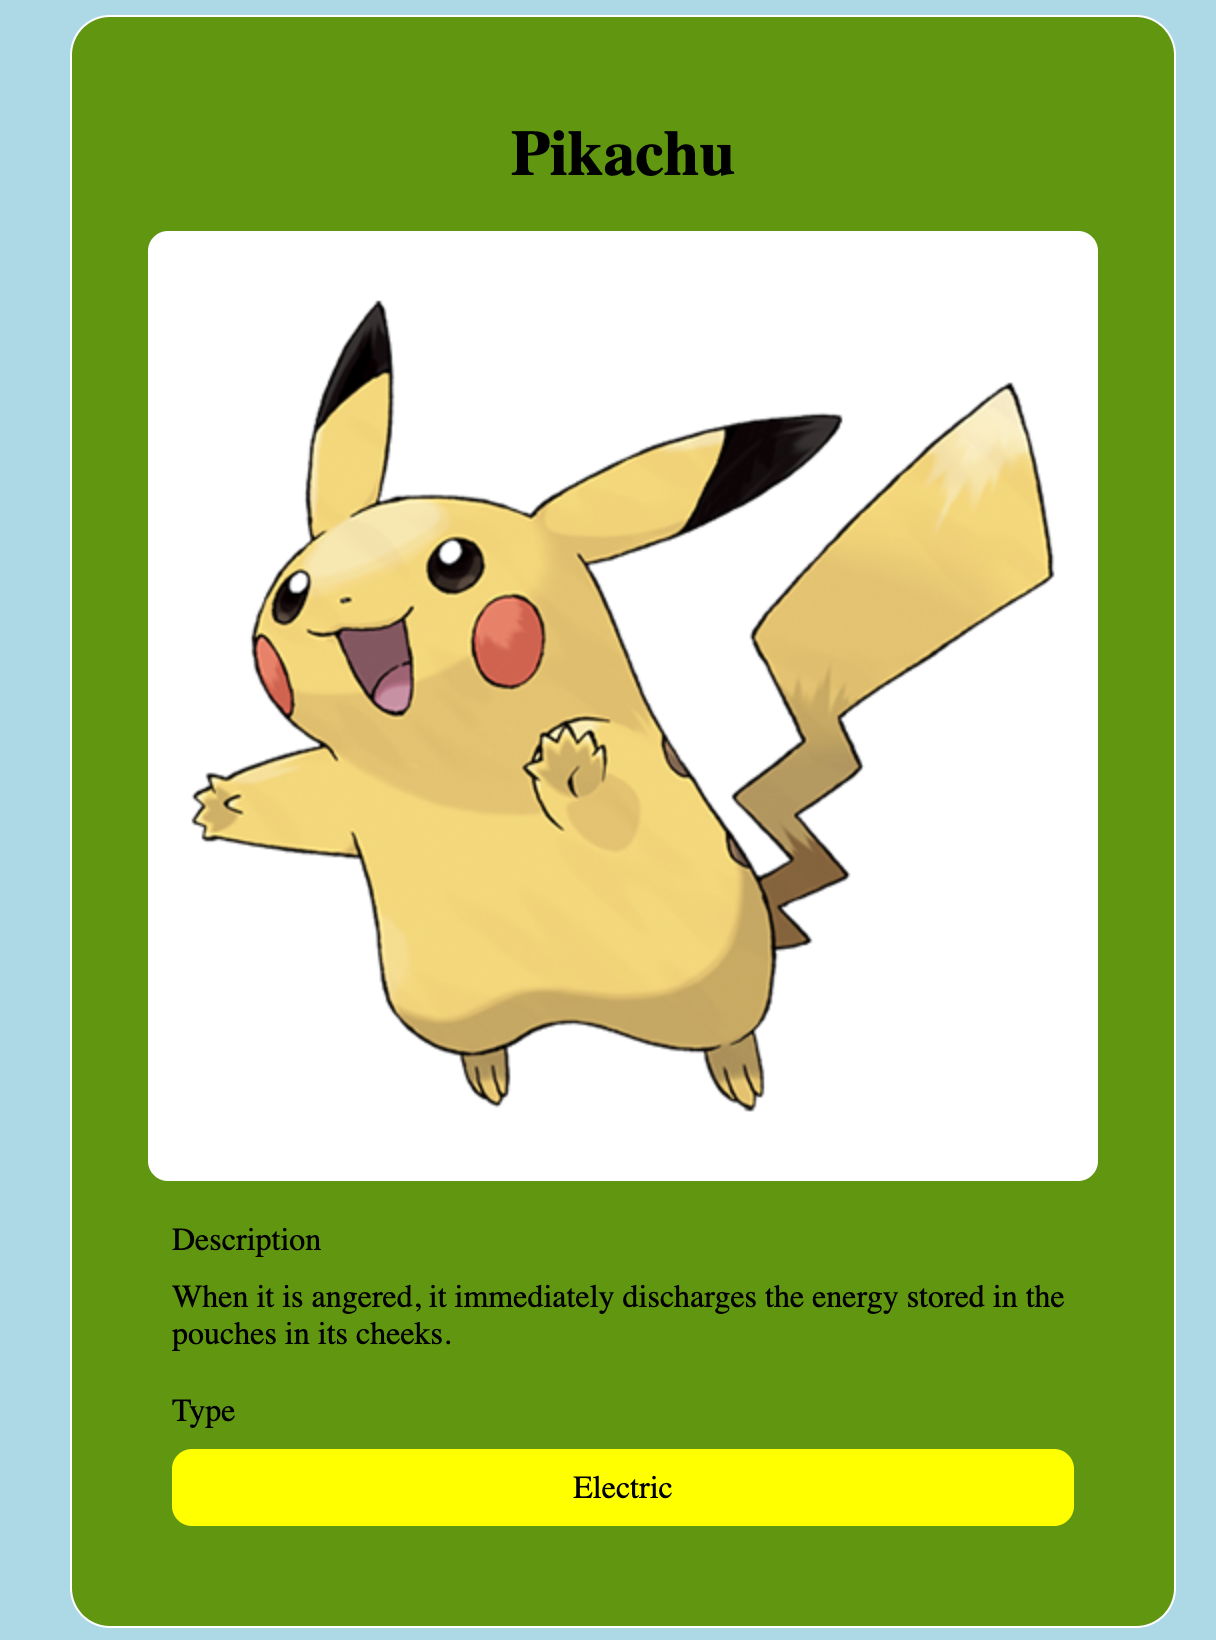 Pikachu
Description
When it is angered, it immediately discharges the energy stored in the
pouches in its cheeks.
Type
Electric